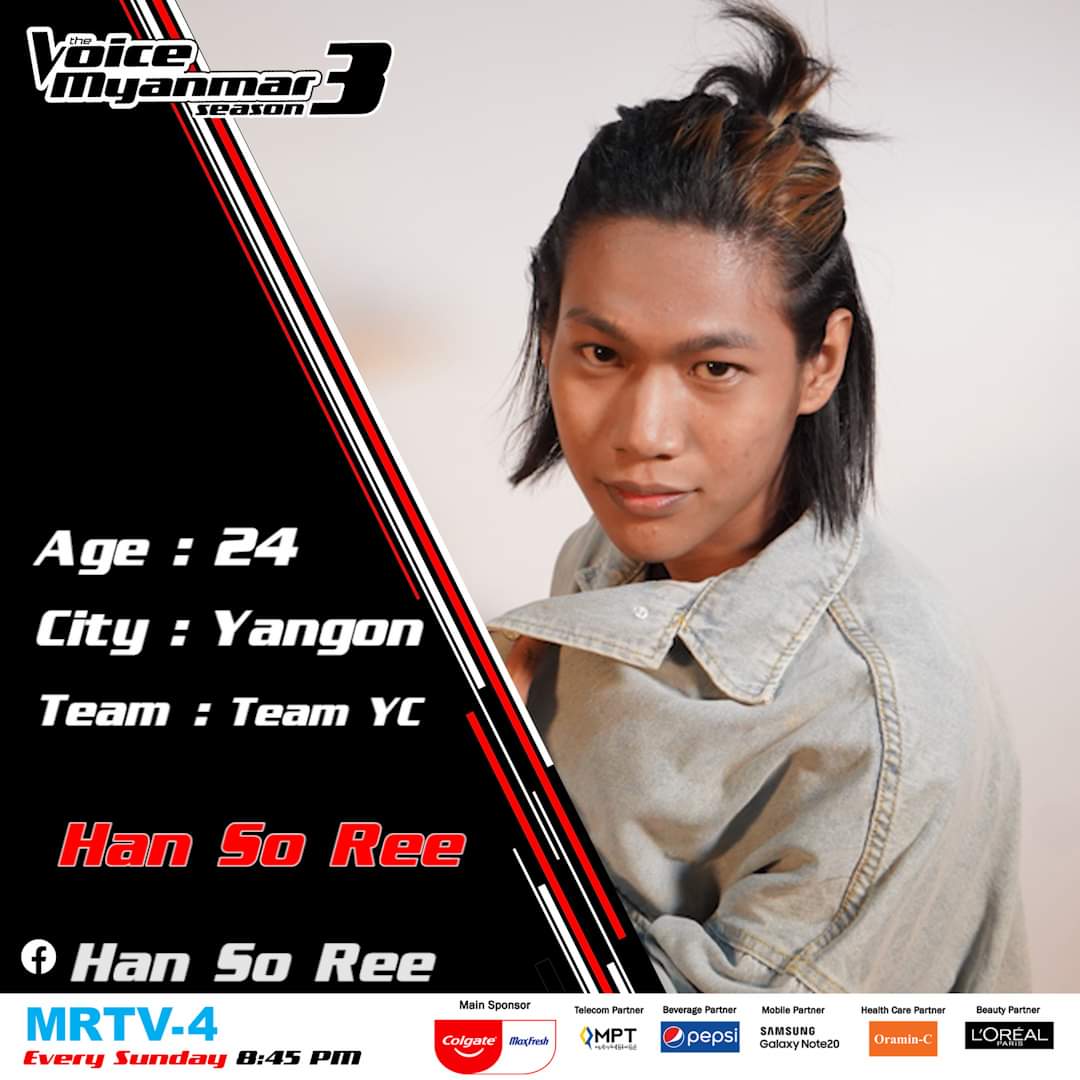 the
Voice
Myanmar
season 3
Age : 24
City : Yangon
Team : Team YC
Han So Ree
Han So Ree
MRTV-4
Every Sunday 8:45 PM
Main Sponsor
Colgate MaxFresh
Telecom Partner
MPT
Beverage Partner
pepsi
Mobile Partner
SAMSUNG
Galaxy Note20
Health Care Partner
Oramin-C
Beauty Partner
L'ORÉAL
PARIS